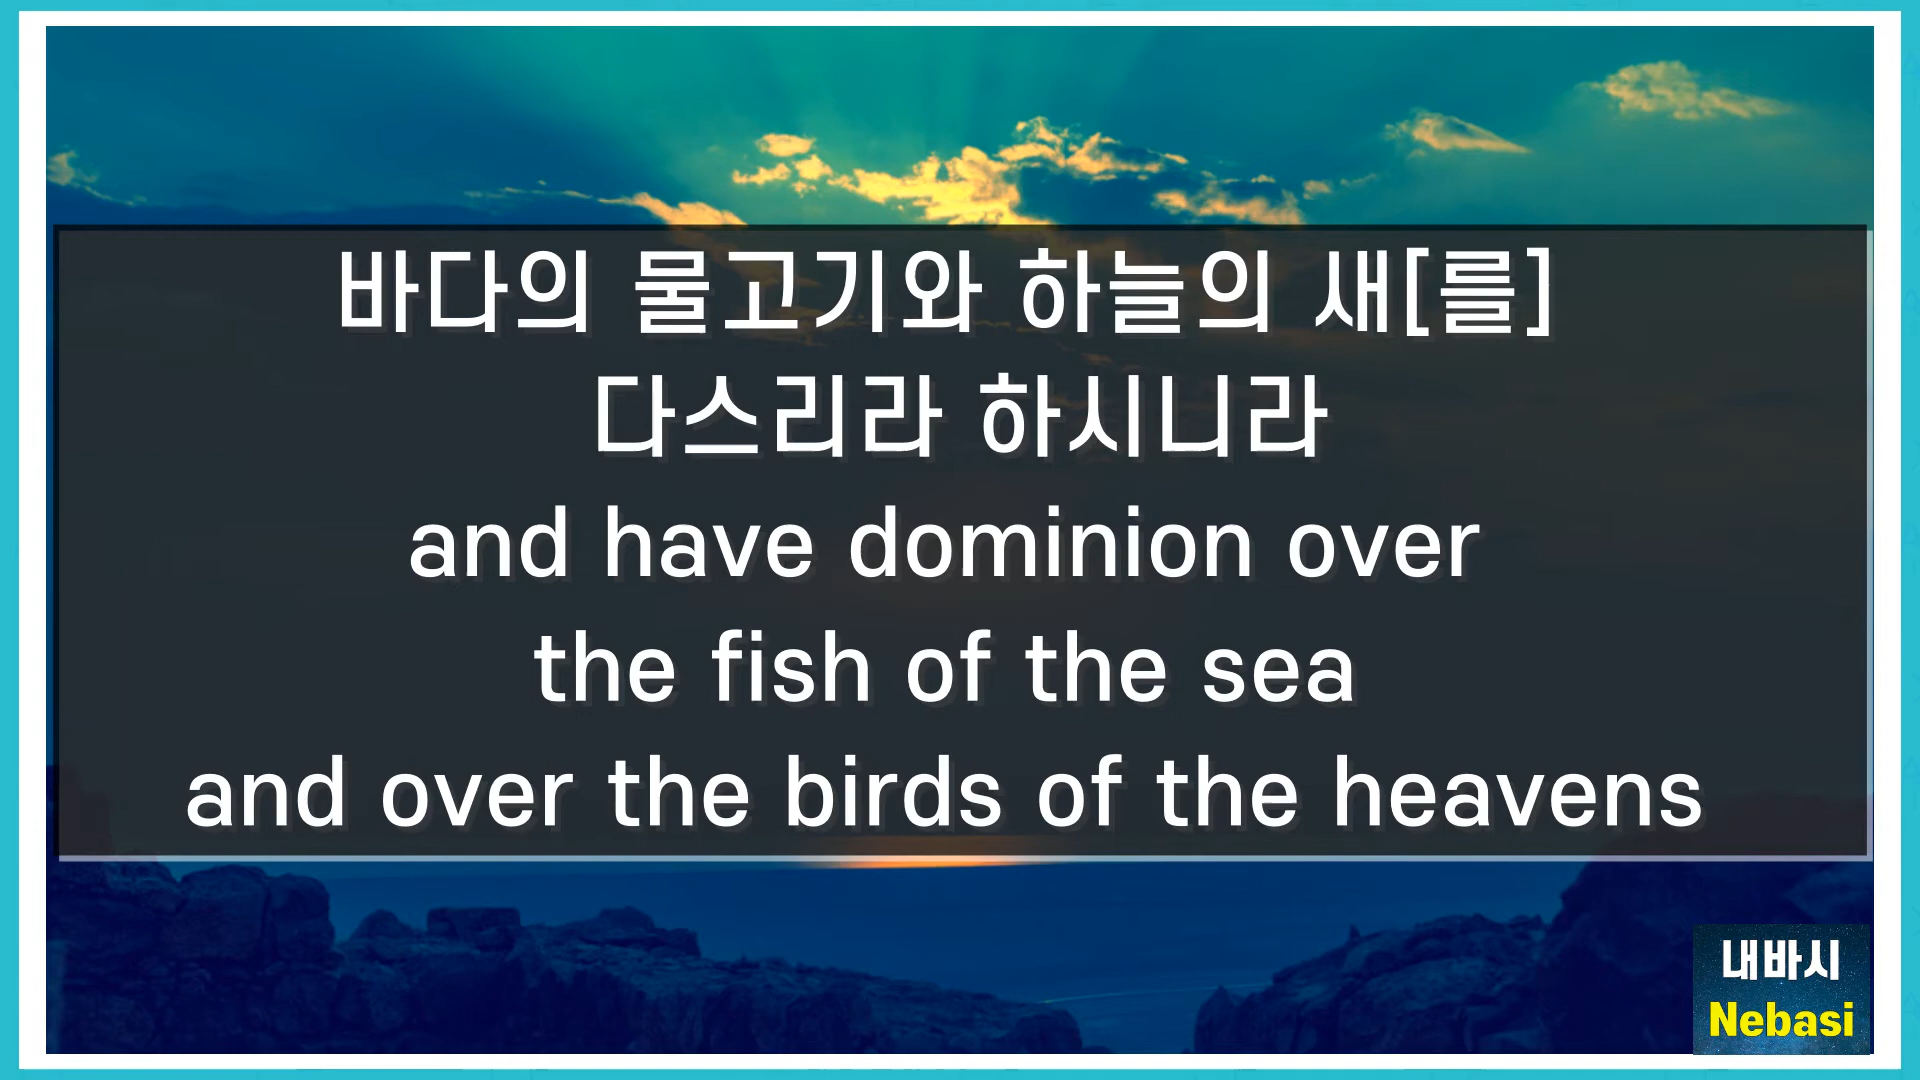 바다의 물고기와 하늘의 새[를]
다스리라 하시니라
and have dominion over
the fish of the sea
and over the birds of the heavens
내바시
Nebasi